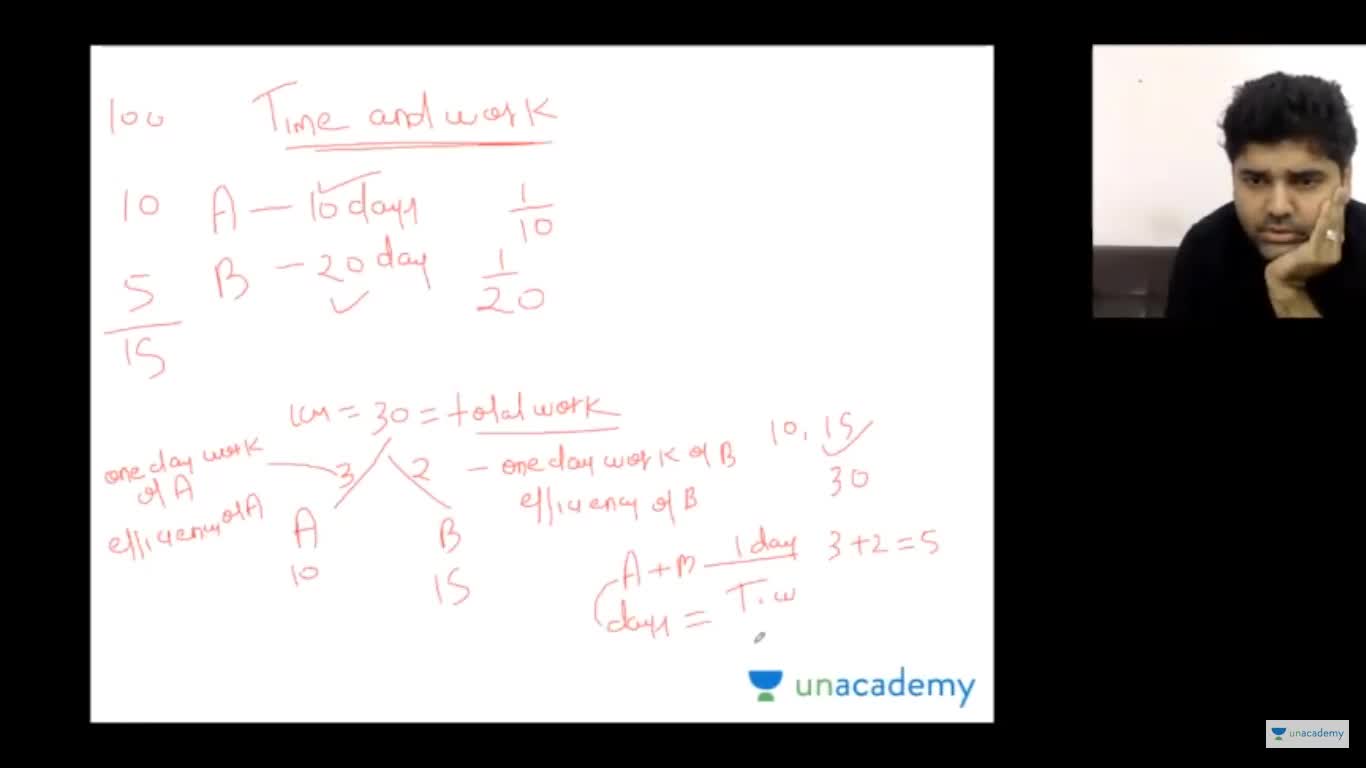 100 Time and work
10 A — 10 days 1/10
5 B — 20 day 1/20
15
LCM = 30 = total work
10, 15
30
one day work of A
efficiency of A
3 2
— one day work of B
efficiency of B
A B
10 15
A+B 1 day 3+2=5
days = T.w
unacademy
unacademy